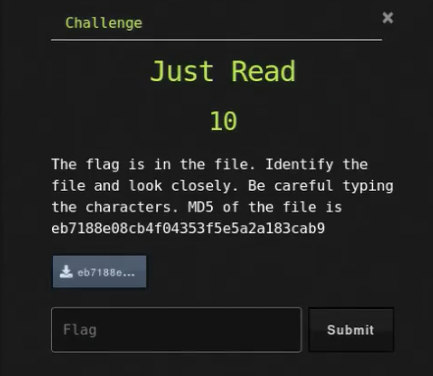 Challenge
×
Just Read
10
The flag is in the file. Identify the
file and look closely. Be careful typing
the characters. MD5 of the file is
eb7188e08cb4f04353f5e5a2a183cab9
eb7188e...
Flag
Submit